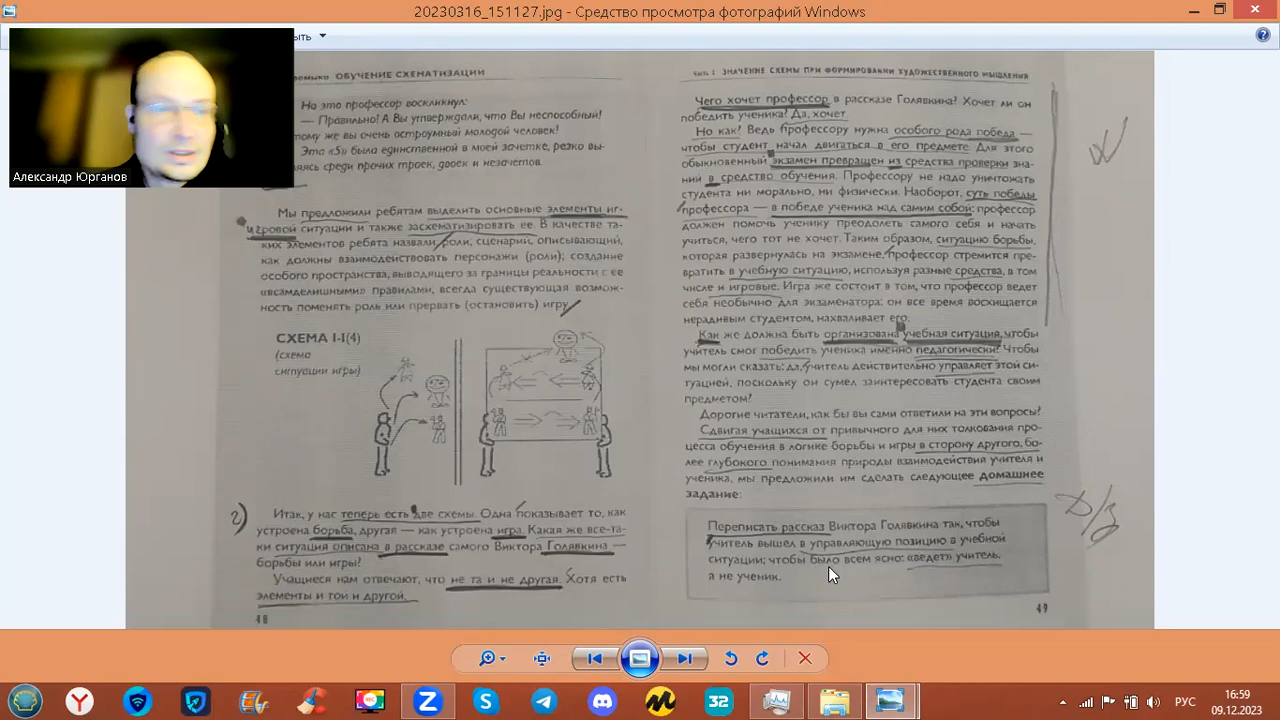 20230316_151127.jpg - Средство просмотра фотографий Windows
ыть
Александр Юрганов
ОБУЧЕНИЕ СХЕМАТИЗАЦИИ
На это профессор воскликнул:
— Правильно! А Вы утверждали, что Вы неспособный!
тому же вы очень остроумный молодой человек!
Эта «5» была единственной в моей зачетке, резко вы-
яясь среди прочих троек, двоек и незачетов.
Мы предложили ребятам выделить основные элементы иг-
ровой ситуации и также засхематизировать ее. В качестве та-
ких элементов ребята назвали роли, сценарий, описывающий,
как должны взаимодействовать персонажи (роли); создание
особого пространства, выводящего за границы реальности с ее
«всамделишными» правилами, всегда существующая возмож-
ность поменять роль или прервать (остановить) игру
СХЕМА I-I(4)
(схема
ситуации игры)
г)
Итак, у нас теперь есть две схемы. Одна показывает то, как
устроена борьба, другая — как устроена игра. Какая же все-та-
ки ситуация описана в рассказе самого Виктора Голявкина —
борьбы или игры?
Учащиеся нам отвечают, что не та и не другая. Хотя есть
элементы и той и другой.
48
ЧАСТЬ I ЗНАЧЕНИЕ СХЕМЫ ПРИ ФОРМИРОВАНИИ ХУДОЖЕСТВЕННОГО МЫШЛЕНИЯ
Чего хочет профессор в рассказе Голявкина? Хочет ли он
победить ученика? Да, хочет.
Но как? Ведь профессору нужна особого рода победа —
чтобы студент начал двигаться в его предмете. Для этого
обыкновенный экзамен превращен из средства проверки зна-
ний в средство обучения. Профессору не надо уничтожать
студента ни морально, ни физически. Наоборот, суть победы
профессора — в победе ученика над самим собой: профессор
должен помочь ученику преодолеть самого себя и начать
учиться, чего тот не хочет. Таким образом, ситуацию борьбы,
которая развернулась на экзамене, профессор стремится пре-
вратить в учебную ситуацию, используя разные средства, в том
числе и игровые. Игра же состоит в том, что профессор ведет
себя необычно для экзаменатора: он все время восхищается
нерадивым студентом, нахваливает его.
Как же должна быть организована учебная ситуация, чтобы
учитель смог победить ученика именно педагогически? Чтобы
мы могли сказать: да, учитель действительно управляет этой си-
туацией, поскольку он сумел заинтересовать студента своим
предметом?
Дорогие читатели, как бы вы сами ответили на эти вопросы?
Сдвигая учащихся от привычного для них толкования про-
цесса обучения в логике борьбы и игры в сторону другого, бо-
лее глубокого понимания природы взаимодействия учителя и
ученика, мы предложили им сделать следующее домашнее
задание:
Д/з
Переписать рассказ Виктора Голявкина так, чтобы
учитель вышел в управляющую позицию в учебной
ситуации; чтобы было всем ясно: «ведет» учитель,
а не ученик.
49
32
РУС
16:59
09.12.2023